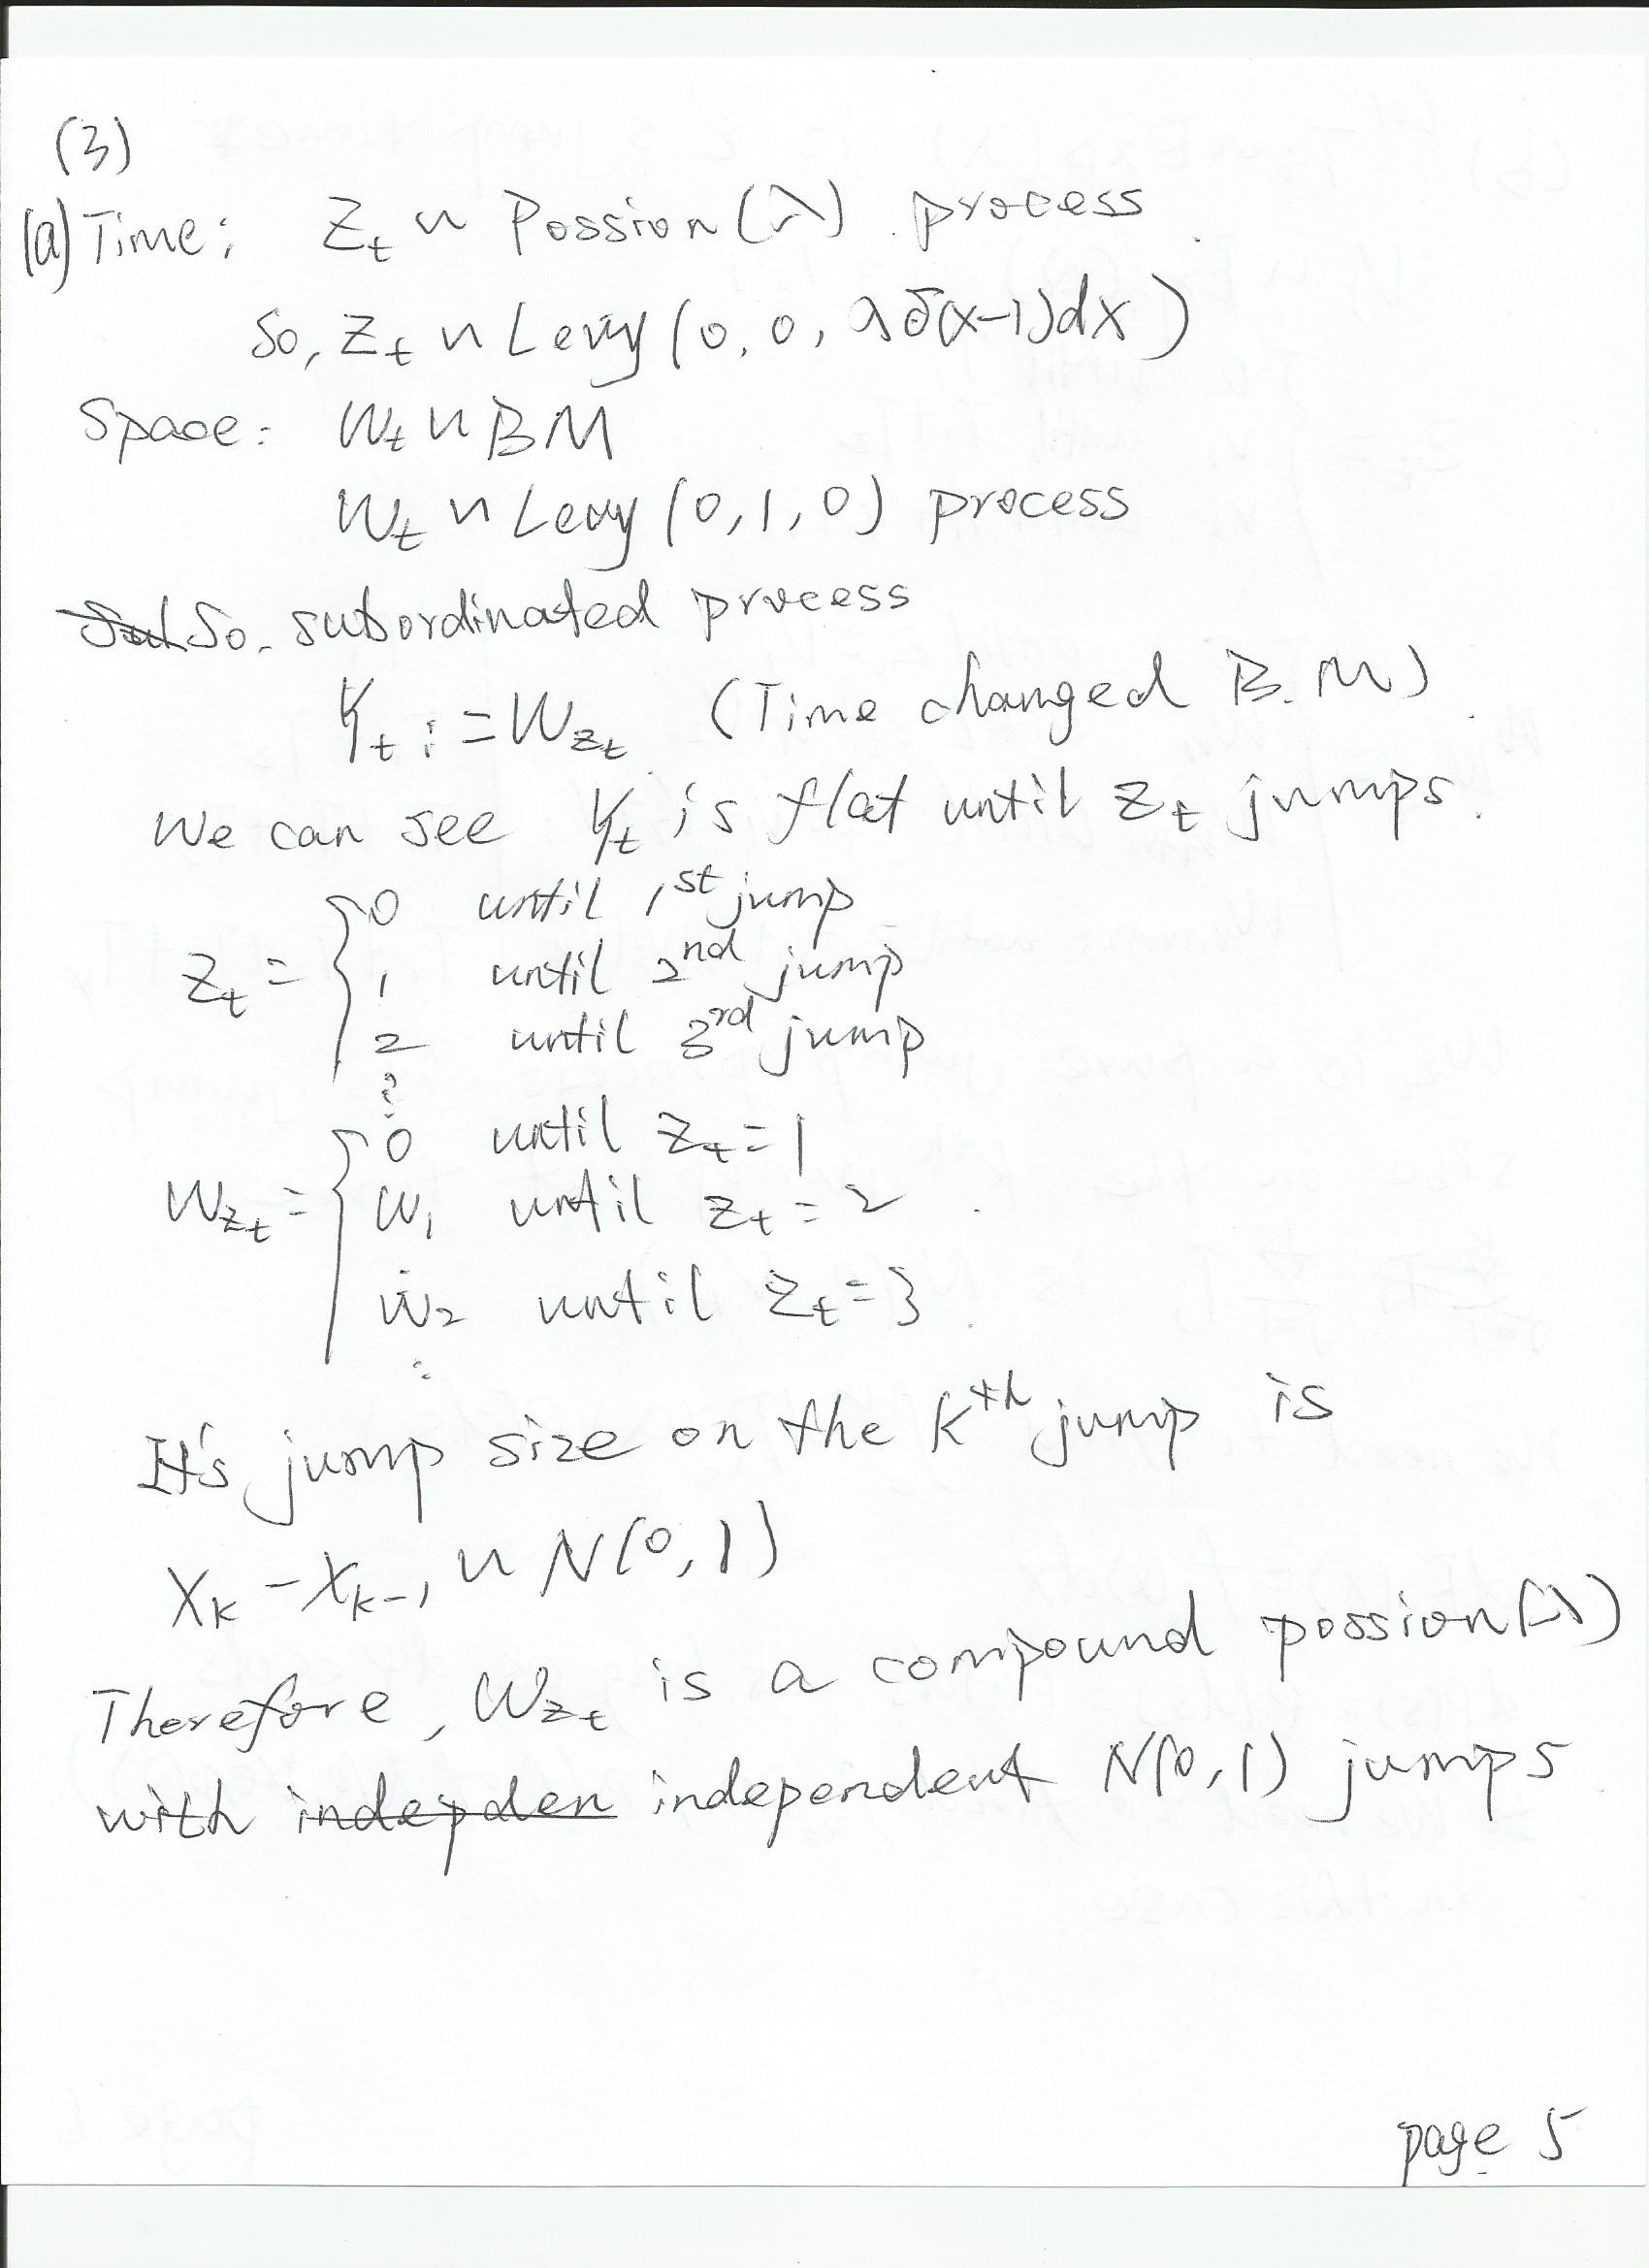 (3)
(a) Time: Z_t ~ Possion(λ) process.
So, Z_t ~ Levy(0, 0, λδ(x-1)dx)
Space: W_t ~ BM
W_t ~ Levy(0,1,0) process
So, subordinated process
Y_t := W_{Z_t} (Time changed B.M).
We can see Y_t is flat until Z_t jumps.
Z_t = { 0 until 1st jump
1 until 2nd jump
2 until 3rd jump
⋮
W_{Z_t} = { 0 until Z_t = 1
W_1 until Z_t = 2.
W_2 until Z_t = 3.
⋮
It's jump size on the Kth jump is
X_K - X_{K-1} ~ N(0,1)
Therefore, W_{Z_t} is a compound possion(λ)
with indepden independent N(0,1) jumps.
page 5